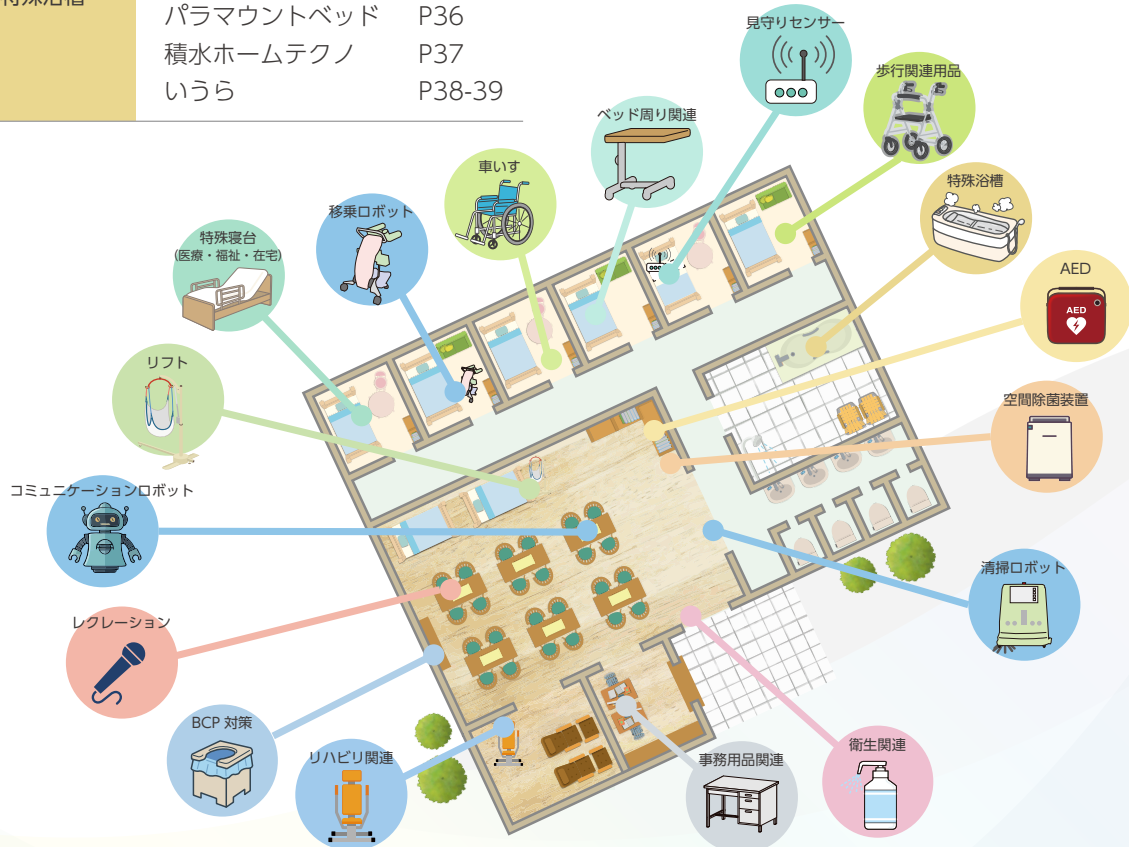 特殊浴槽
パラマウントベッド P36
積水ホームテクノ P37
いうら P38-39
見守りセンサー
歩行関連用品
ベッド周り関連
車いす
特殊浴槽
移乗ロボット
特殊寝台
(医療・福祉・在宅)
AED
AED
リフト
空間除菌装置
コミュニケーションロボット
清掃ロボット
レクレーション
BCP 対策
リハビリ関連
事務用品関連
衛生関連